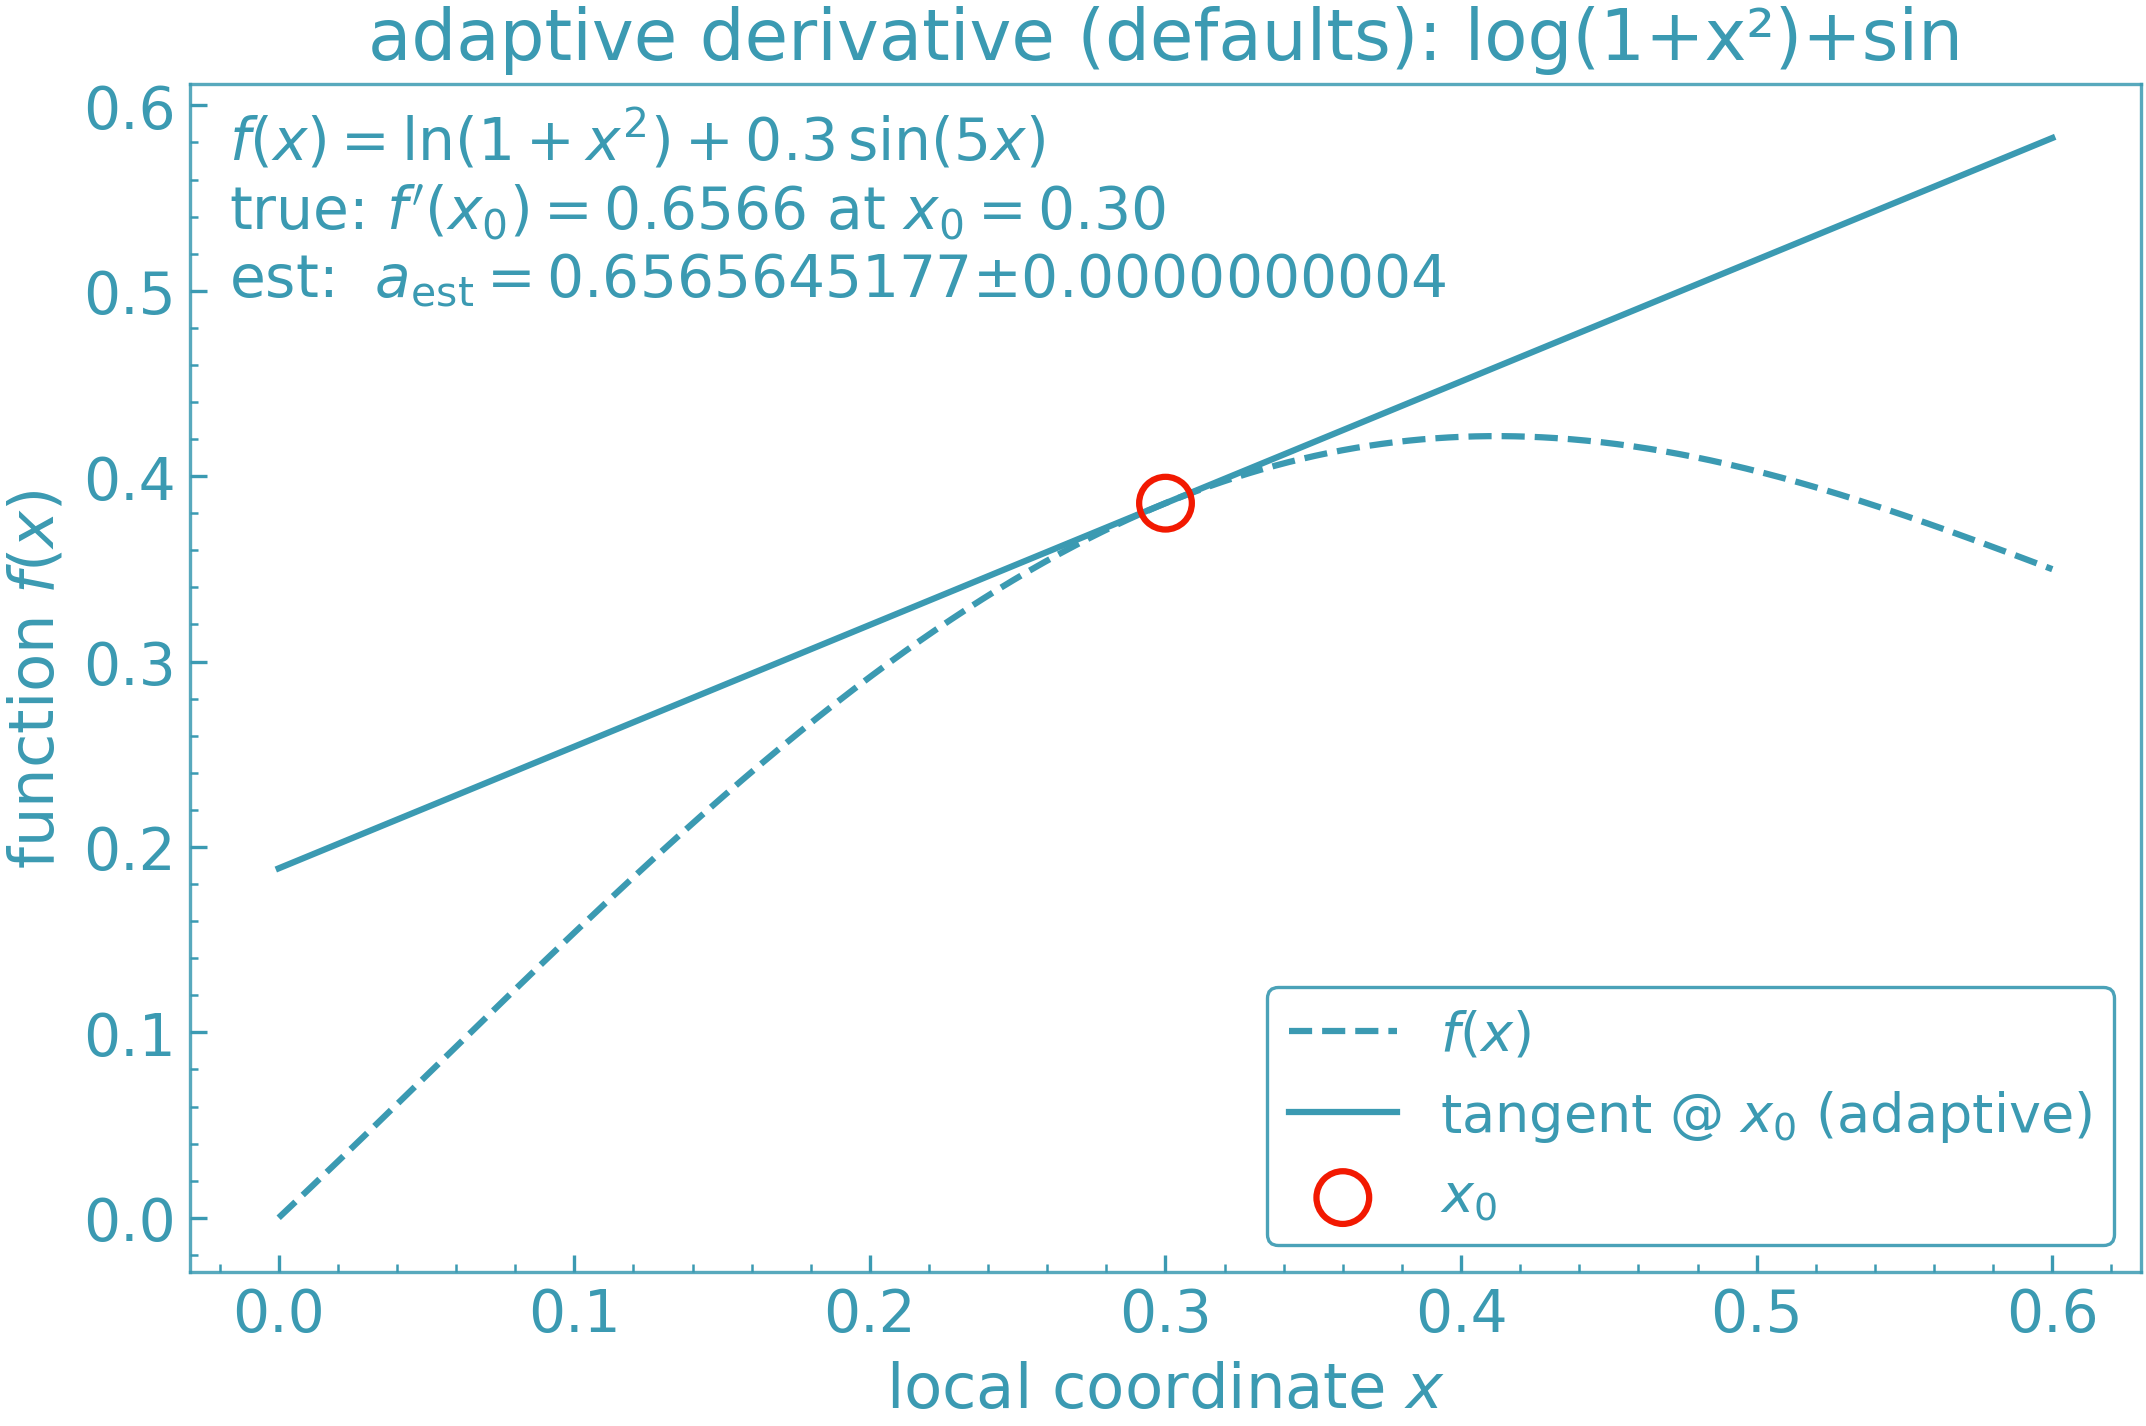 adaptive derivative (defaults): log(1+x²)+sin
f(x) = ln(1 + x²) + 0.3 sin(5x)
true: f′(x₀) = 0.6566 at x₀ = 0.30
est: a_est = 0.6565645177±0.0000000004
function f(x)
0.6
0.5
0.4
0.3
0.2
0.1
0.0
f(x)
tangent @ x₀ (adaptive)
x₀
0.0 0.1 0.2 0.3 0.4 0.5 0.6
local coordinate x